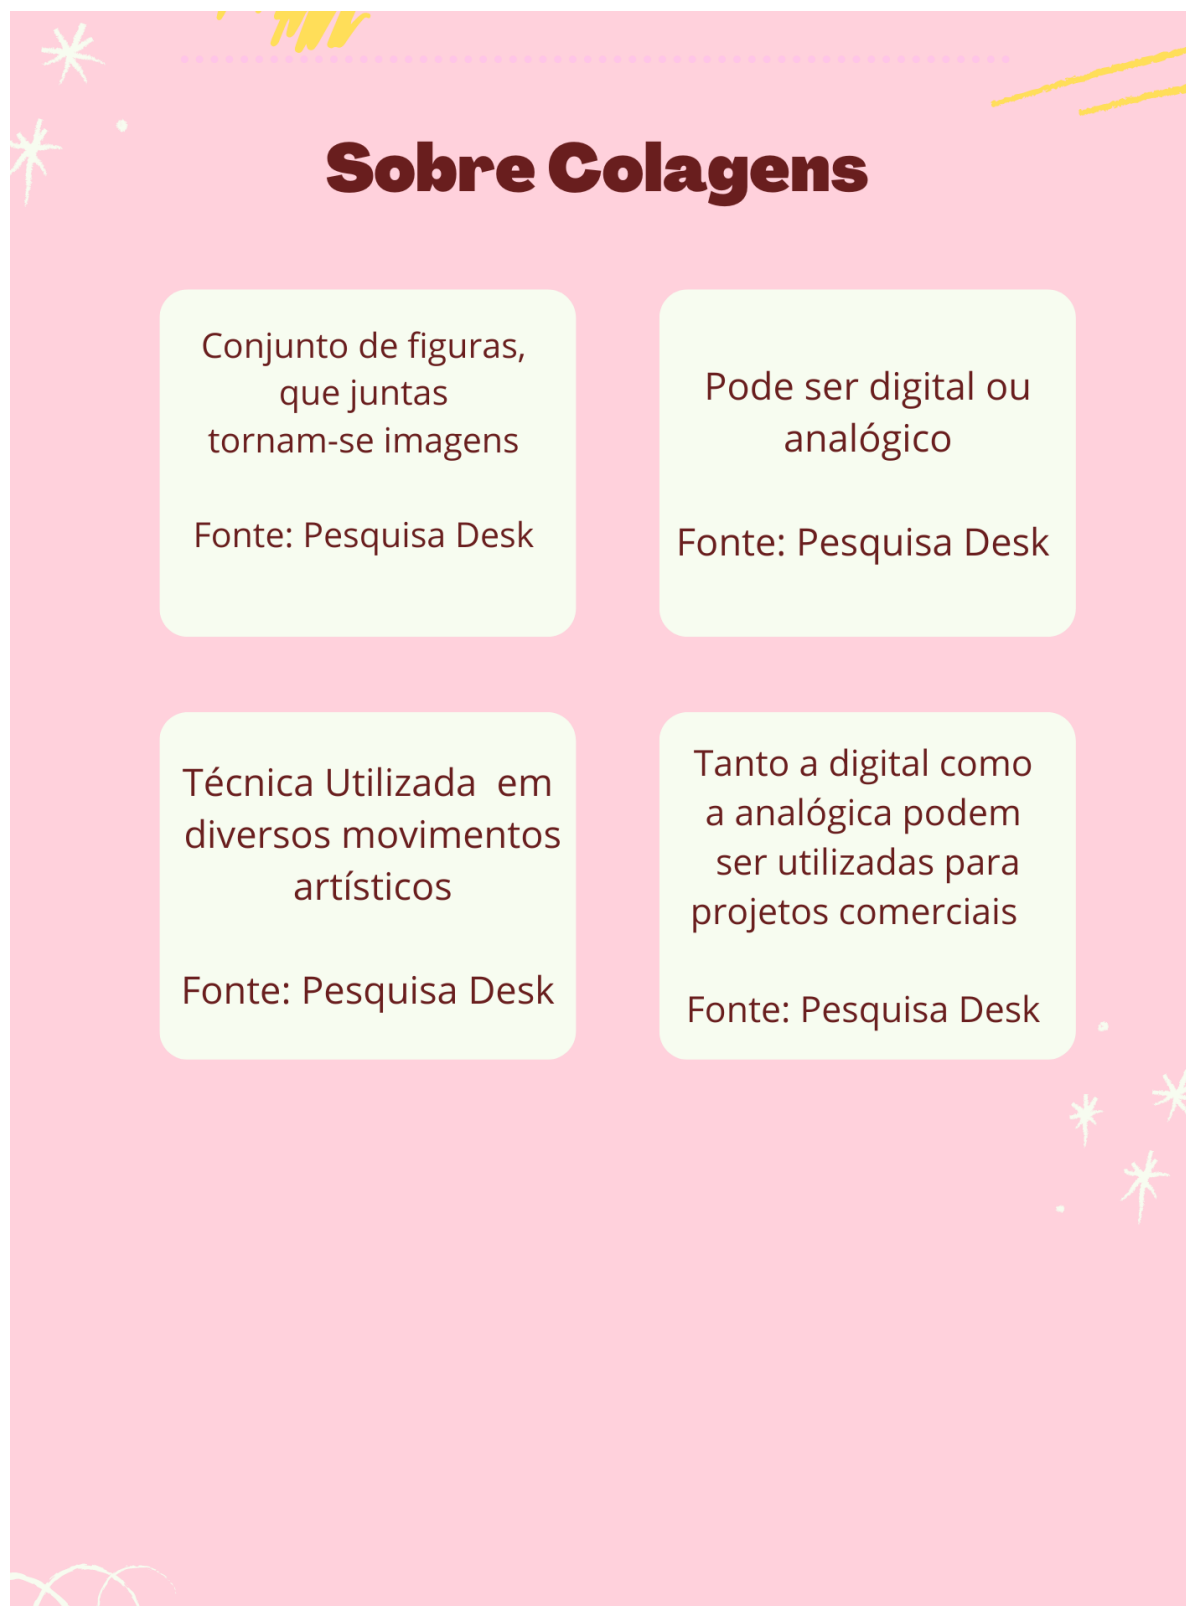 Sobre Colagens
Conjunto de figuras,
que juntas
tornam-se imagens
Fonte: Pesquisa Desk
Pode ser digital ou
analógico
Fonte: Pesquisa Desk
Técnica Utilizada  em
diversos movimentos
artísticos
Fonte: Pesquisa Desk
Tanto a digital como
a analógica podem
ser utilizadas para
projetos comerciais
Fonte: Pesquisa Desk